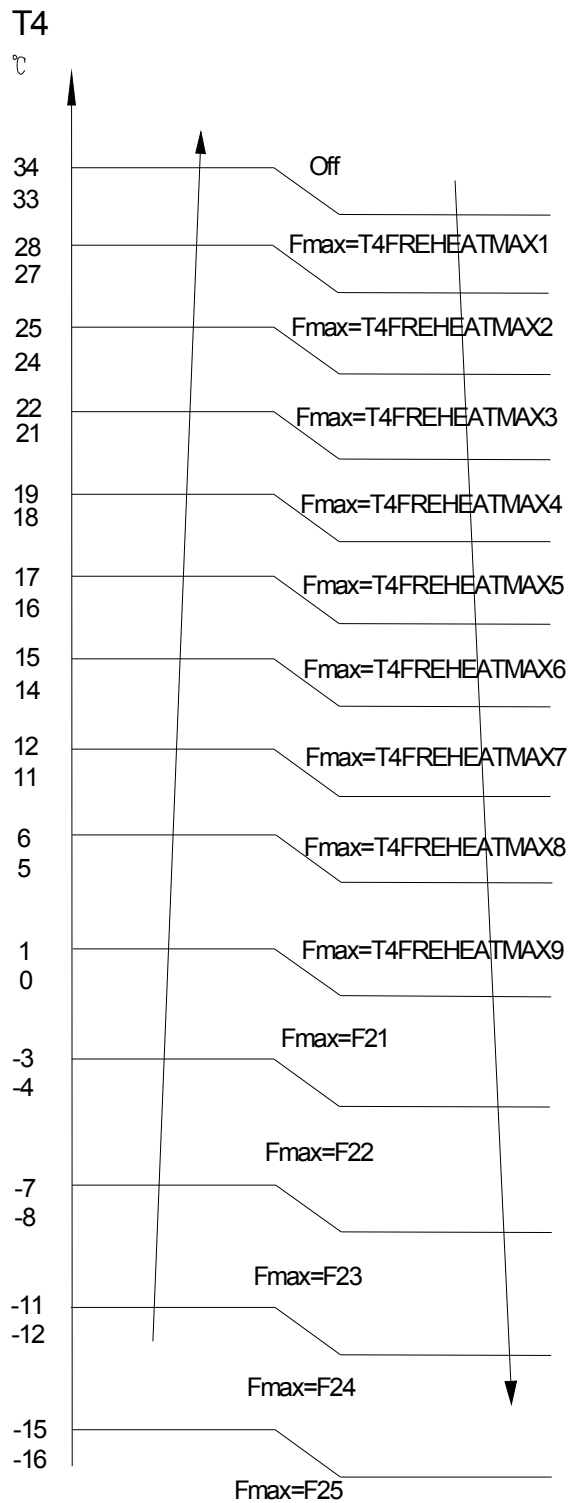 T4
℃
34
Off
33
28
Fmax=T4FREHEATMAX1
27
25
Fmax=T4FREHEATMAX2
24
22
Fmax=T4FREHEATMAX3
21
19
Fmax=T4FREHEATMAX4
18
17
Fmax=T4FREHEATMAX5
16
15
Fmax=T4FREHEATMAX6
14
12
Fmax=T4FREHEATMAX7
11
6
Fmax=T4FREHEATMAX8
5
1
Fmax=T4FREHEATMAX9
0
Fmax=F21
-3
-4
Fmax=F22
-7
-8
Fmax=F23
-11
-12
Fmax=F24
-15
-16
Fmax=F25